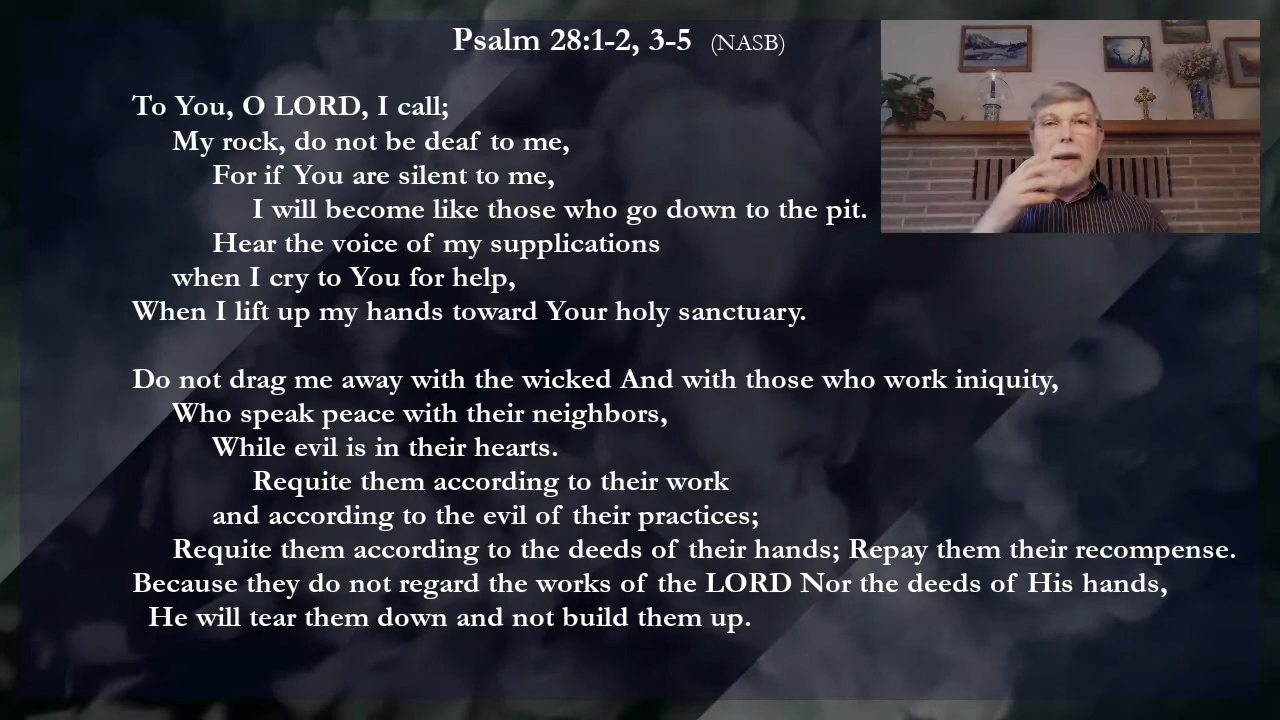 Psalm 28:1-2, 3-5 (NASB)
To You, O LORD, I call;
My rock, do not be deaf to me,
For if You are silent to me,
I will become like those who go down to the pit.
Hear the voice of my supplications
when I cry to You for help,
When I lift up my hands toward Your holy sanctuary.
Do not drag me away with the wicked And with those who work iniquity,
Who speak peace with their neighbors,
While evil is in their hearts.
Requite them according to their work
and according to the evil of their practices;
Requite them according to the deeds of their hands; Repay them their recompense.
Because they do not regard the works of the LORD Nor the deeds of His hands,
He will tear them down and not build them up.